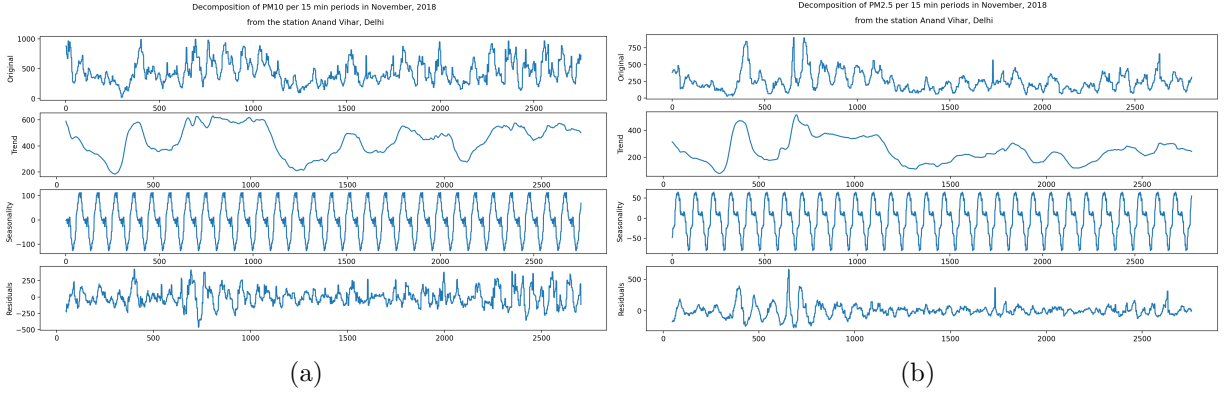 Decomposition of PM10 per 15 min periods in November, 2018
from the station Anand Vihar, Delhi
Original
1000
500
0
0 500 1000 1500 2000 2500
Trend
600
400
200
0 500 1000 1500 2000 2500
Seasonality
100
0
−100
0 500 1000 1500 2000 2500
Residuals
250
0
−250
−500
0 500 1000 1500 2000 2500
(a)
Decomposition of PM2.5 per 15 min periods in November, 2018
from the station Anand Vihar, Delhi
Original
750
500
250
0
0 500 1000 1500 2000 2500
Trend
400
200
0 500 1000 1500 2000 2500
Seasonality
50
0
−50
0 500 1000 1500 2000 2500
Residuals
500
0
0 500 1000 1500 2000 2500
(b)